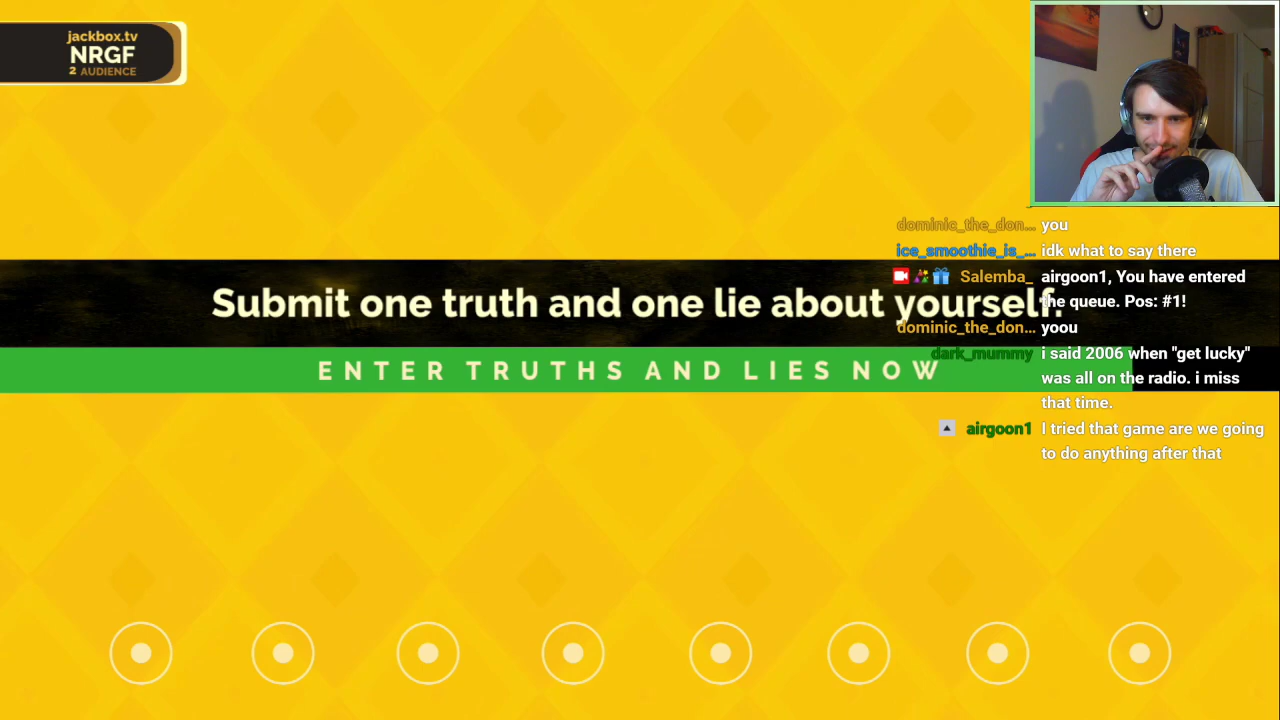 jackbox.tv
NRGF
2 AUDIENCE
Submit one truth and one lie about yourself.
ENTER TRUTHS AND LIES NOW
dominic_the_don... you
ice_smoothie_is_... idk what to say there
Salemba_ airgoon1, You have entered
the queue. Pos: #1!
dominic_the_don... yoou
dark_mummy i said 2006 when "get lucky"
was all on the radio. i miss
that time.
airgoon1 I tried that game are we going
to do anything after that